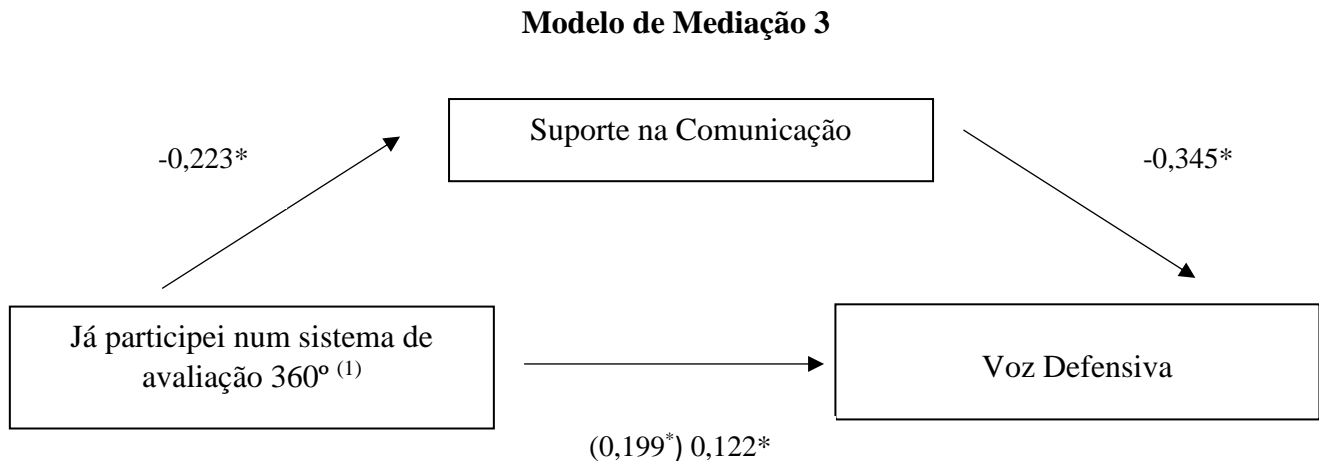 Modelo de Mediação 3
Suporte na Comunicação
-0,223*
-0,345*
Já participei num sistema de
avaliação 360º (1)
Voz Defensiva
(0,199*) 0,122*